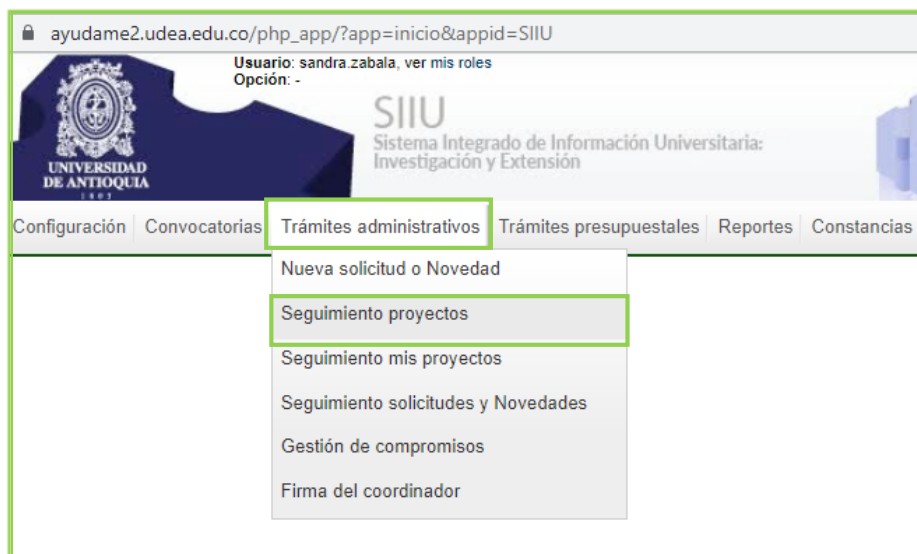 ayudame2.udea.edu.co/php_app/?app=inicio&appid=SIIU
Usuario: sandra.zabala, ver mis roles
Opción: -
SIIU
Sistema Integrado de Información Universitaria:
Investigación y Extensión
UNIVERSIDAD
DE ANTIOQUIA
1803
Configuración Convocatorias Trámites administrativos Trámites presupuestales Reportes Constancias
Nueva solicitud o Novedad
Seguimiento proyectos
Seguimiento mis proyectos
Seguimiento solicitudes y Novedades
Gestión de compromisos
Firma del coordinador